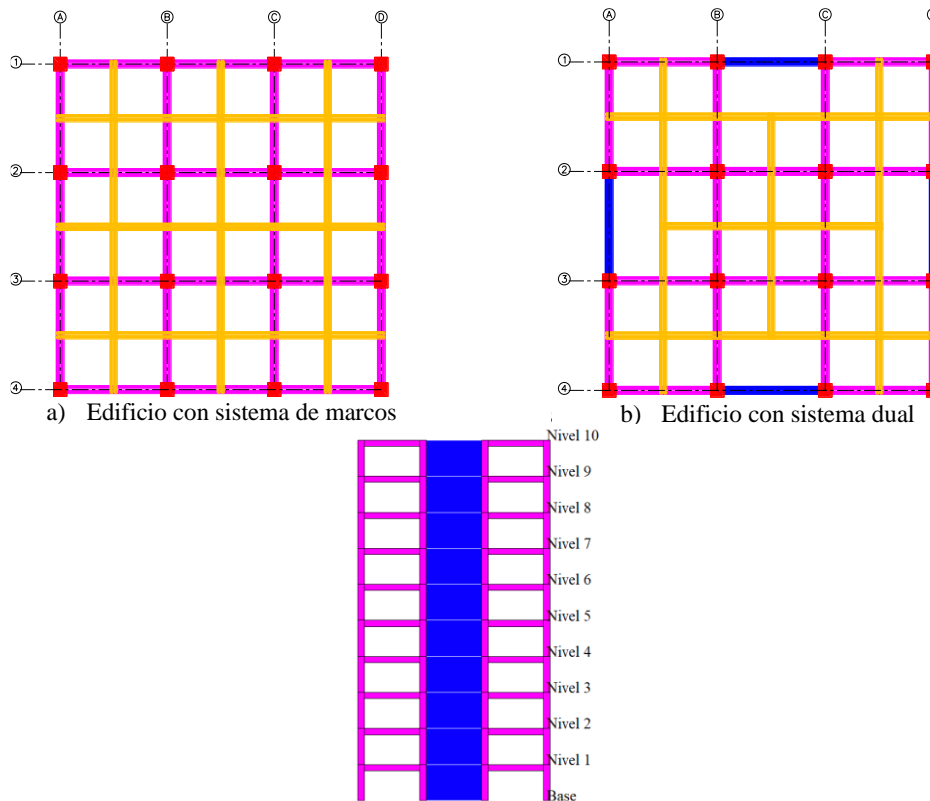 A B C D
A B C
1
1
2
2
3
3
4
4
a) Edificio con sistema de marcos
b) Edificio con sistema dual
Nivel 10
Nivel 9
Nivel 8
Nivel 7
Nivel 6
Nivel 5
Nivel 4
Nivel 3
Nivel 2
Nivel 1
Base